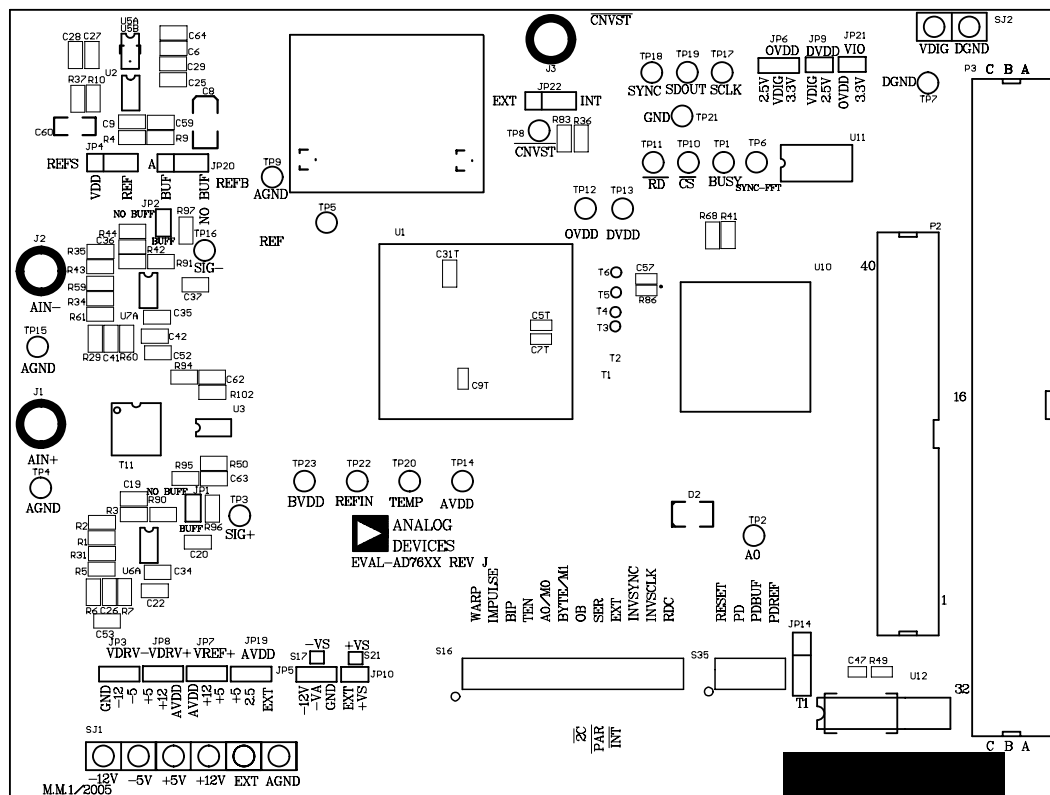 CNVST
U5A
U5B
C28
C27
C64
C6
C29
C25
U2
R37
R10
C8
C60
C9
C59
R4
R9
JP4
REFS
A
JP20
VDD
REF
BUF
NO BUF
REFB
TP9
AGND
TP5
REF
J3
JP22
EXT
INT
TP8
CNVST
R83
R36
TP18
TP19
TP17
SYNC
SDOUT
SCLK
GND
TP21
JP6
OVDD
JP9
DVDD
JP21
VIO
2.5V
VDIG
3.3V
VDIG
2.5V
OVDD
3.3V
SJ2
VDIG
DGND
DGND
TP7
P3
C B A
TP11
TP10
TP1
TP6
RD
CS
BUSY
SYNC-FFT
U11
TP12
TP13
OVDD
DVDD
R68
R41
P2
40
U10
NO BUFF
JP2
R97
BUFF
TP16
SIG-
J2
R44
C36
R35
R43
R42
R91
R59
R34
R61
C37
AIN-
U7A
C35
C42
C52
TP15
AGND
R29
C41
R60
R94
C62
R102
U1
C31T
C5T
C7T
C9T
T6
T5
T4
T3
T2
T1
C57
R86
16
J1
AIN+
TP4
AGND
T11
U3
R95
R50
C63
C19
NO BUFF
JP1
R3
R90
TP3
BUFF
R96
SIG+
R2
R1
R31
R5
U6A
C20
C34
C22
R6
C26
R7
C53
TP23
TP22
TP20
TP14
BVDD
REFIN
TEMP
AVDD
ANALOG
DEVICES
EVAL-AD76XX REV J
D2
TP2
A0
1
WARP
IMPULSE
BIP
TEN
A0/M0
BYTE/M1
OB
SER
EXT
INVSYNC
INVSCLK
RDC
RESET
PD
PDBUF
PDREF
JP14
S16
S35
T1
C47
R49
U12
32
JP3
JP8
JP7
JP19
VDRV-
VDRV+
VREF+
AVDD
-VS
+VS
S17
S21
JP5
JP10
GND
-12
-5
+5
+12
AVDD
AVDD
+12
+5
+5
2.5
EXT
-12V
-VA
GND
EXT
+VS
I2C
PAR
INT
C B A
SJ1
-12V
-5V
+5V
+12V
EXT
AGND
M.M.1/2005